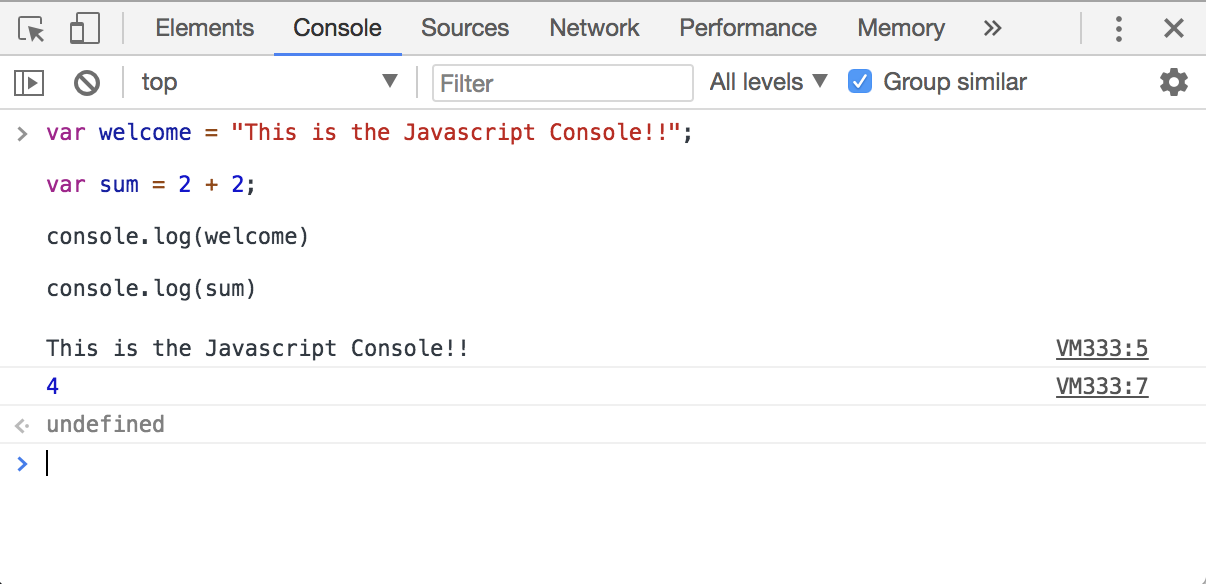 Elements Console Sources Network Performance Memory »
top Filter All levels Group similar
> var welcome = "This is the Javascript Console!!";
var sum = 2 + 2;
console.log(welcome)
console.log(sum)
This is the Javascript Console!! VM333:5
4 VM333:7
undefined
>